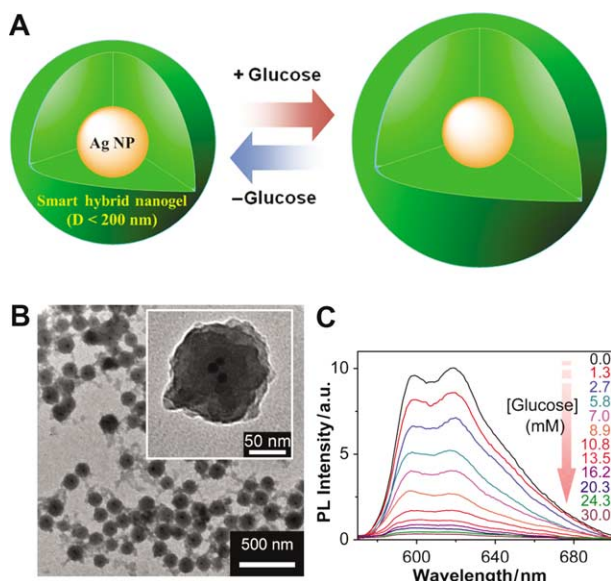 A
+ Glucose
Ag NP
Smart hybrid nanogel
(D < 200 nm)
–Glucose
B
50 nm
500 nm
C
PL Intensity/a.u.
10
5
0
[Glucose]
(mM)
0.0
1.3
2.7
5.8
7.0
8.9
10.8
13.5
16.2
20.3
24.3
30.0
600
640
680
Wavelength/nm